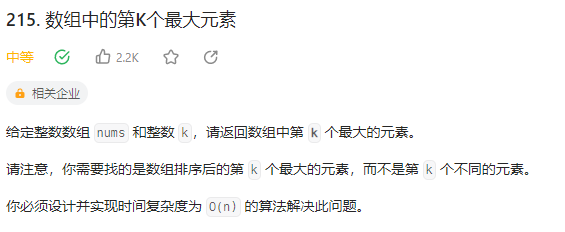 215. 数组中的第K个最大元素
中等 2.2K
相关企业
给定整数数组 nums 和整数 k，请返回数组中第 k 个最大的元素。
请注意，你需要找的是数组排序后的第 k 个最大的元素，而不是第 k 个不同的元素。
你必须设计并实现时间复杂度为 O(n) 的算法解决此问题。